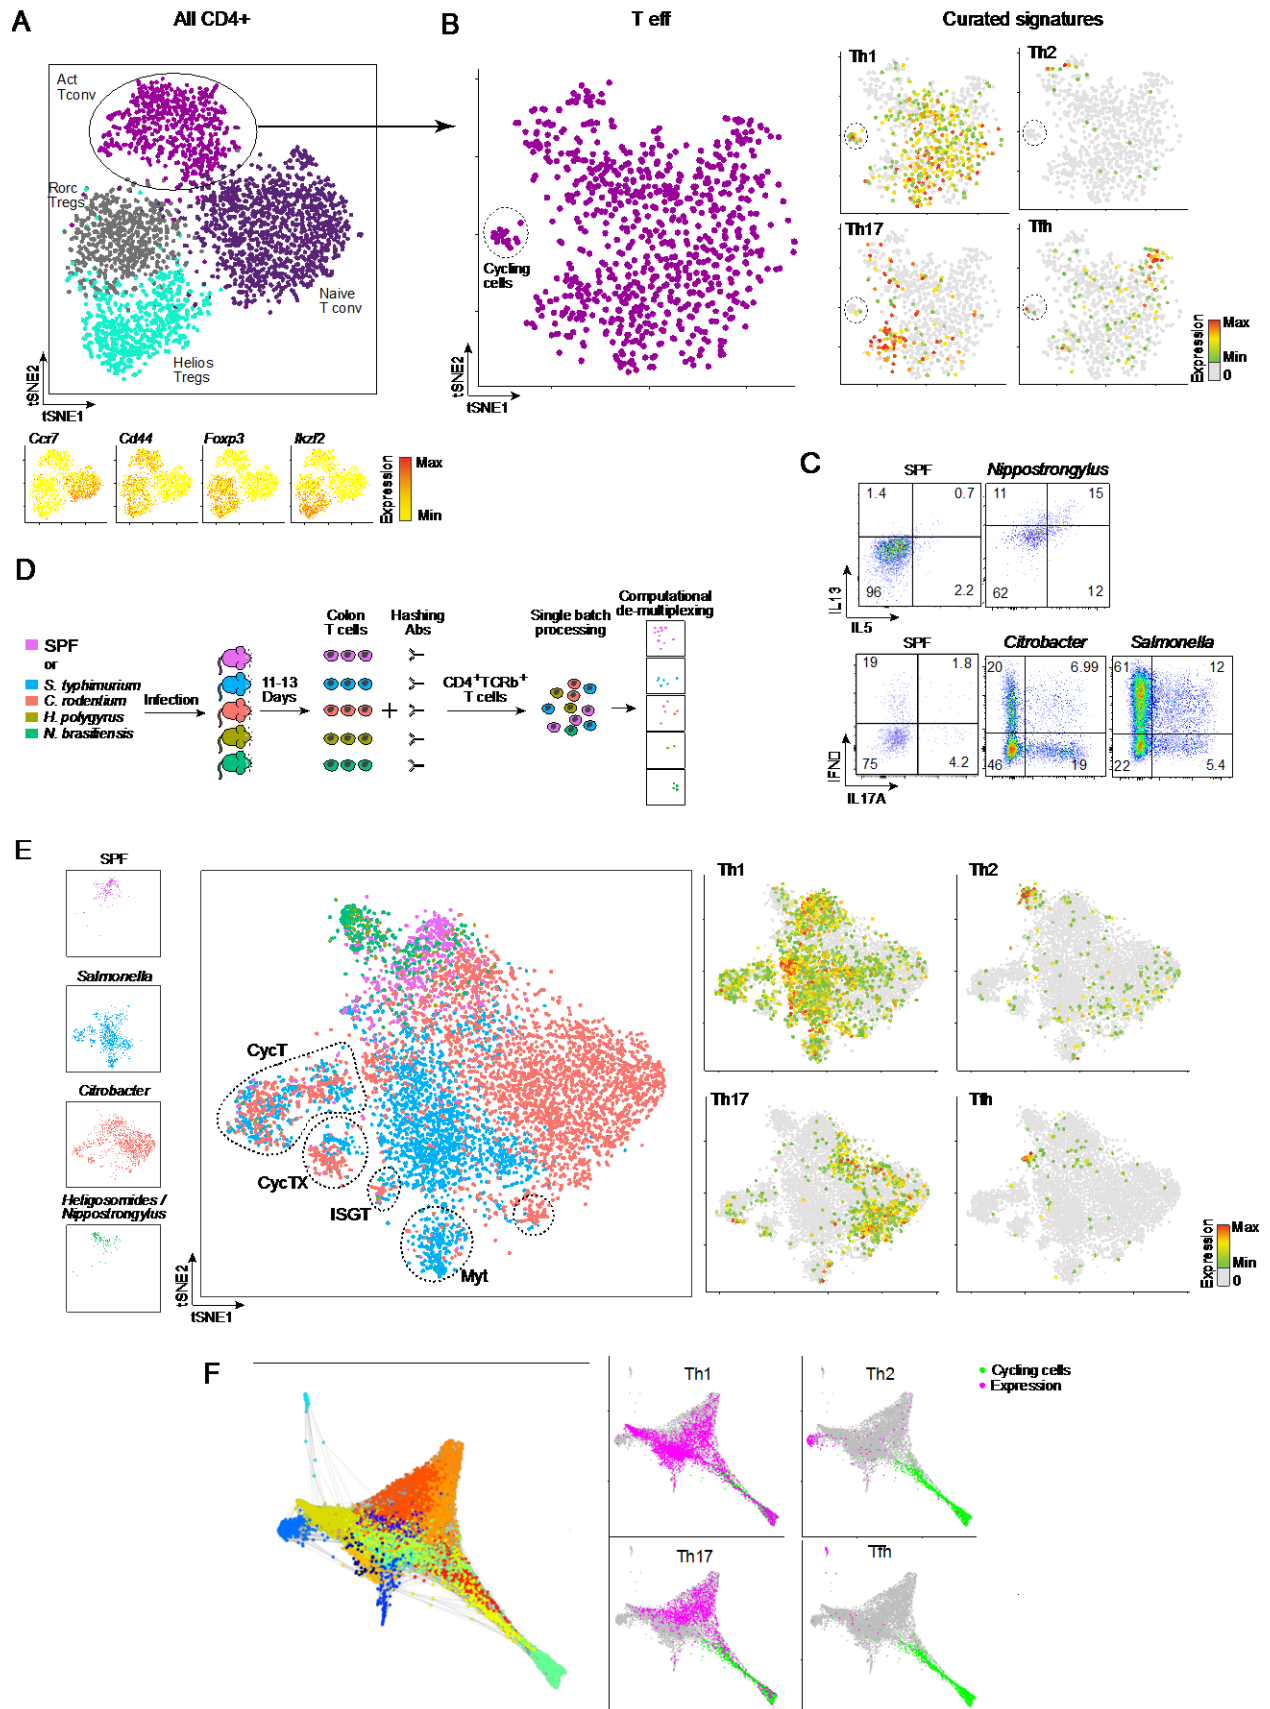 A
All CD4+
Act
Tconv
Rorc
Tregs
Naive
T conv
Helios
Tregs
tSNE2
tSNE1
Ccr7
Cd44
Foxp3
Ikzf2
Expression
Max
Min
B
T eff
Cycling
cells
tSNE2
tSNE1
Curated signatures
Th1
Th2
Th17
Tfh
Expression
Max
Min
0
C
SPF
Nippostrongylus
1.4
0.7
96
2.2
11
15
62
12
IL13
IL5
SPF
Citrobacter
Salmonella
19
1.8
75
4.2
20
6.99
46
19
61
12
22
5.4
IFN□
IL17A
D
SPF
or
S. typhimurium
C. rodentium
H. polygyrus
N. brasiliensis
Infection
11-13
Days
Colon
T cells
+
Hashing
Abs
CD4+TCRb+
T cells
Single batch
processing
Computational
de-multiplexing
E
SPF
Salmonella
Citrobacter
Heligosomides /
Nippostrongylus
CycT
CycTX
ISGT
Myt
tSNE2
tSNE1
Th1
Th2
Th17
Tfh
Expression
Max
Min
0
F
Th1
Th2
Th17
Tfh
Cycling cells
Expression